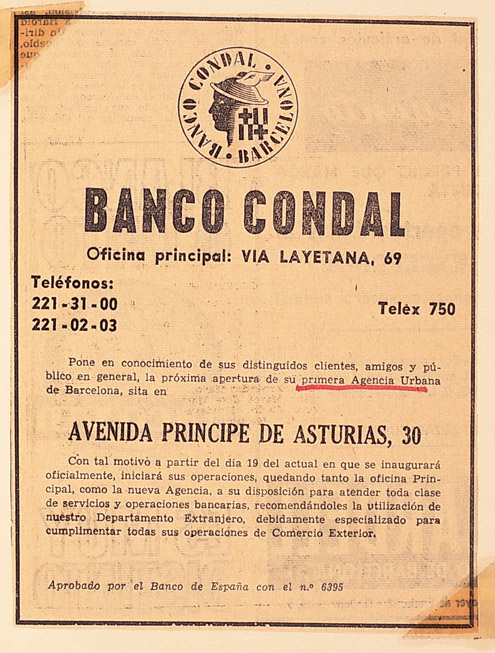 BANCO CONDAL · BARCELONA ·
BANCO CONDAL
Oficina principal: VIA LAYETANA, 69
Teléfonos:
221-31-00
221-02-03
Telex 750
Pone en conocimiento de sus distinguidos clientes, amigos y pú-
blico en general, la próxima apertura de su primera Agencia Urbana
de Barcelona, sita en
AVENIDA PRINCIPE DE ASTURIAS, 30
Con tal motivo a partir del día 19 del actual en que se inaugurará
oficialmente, iniciará sus operaciones, quedando tanto la oficina Prin-
cipal, como la nueva Agencia, a su disposición para atender toda clase
de servicios y operaciones bancarias, recomendándoles la utilización de
nuestro Departamento Extranjero, debidamente especializado para
cumplimentar todas sus operaciones de Comercio Exterior.
Aprobado por el Banco de España con el n.º 6395